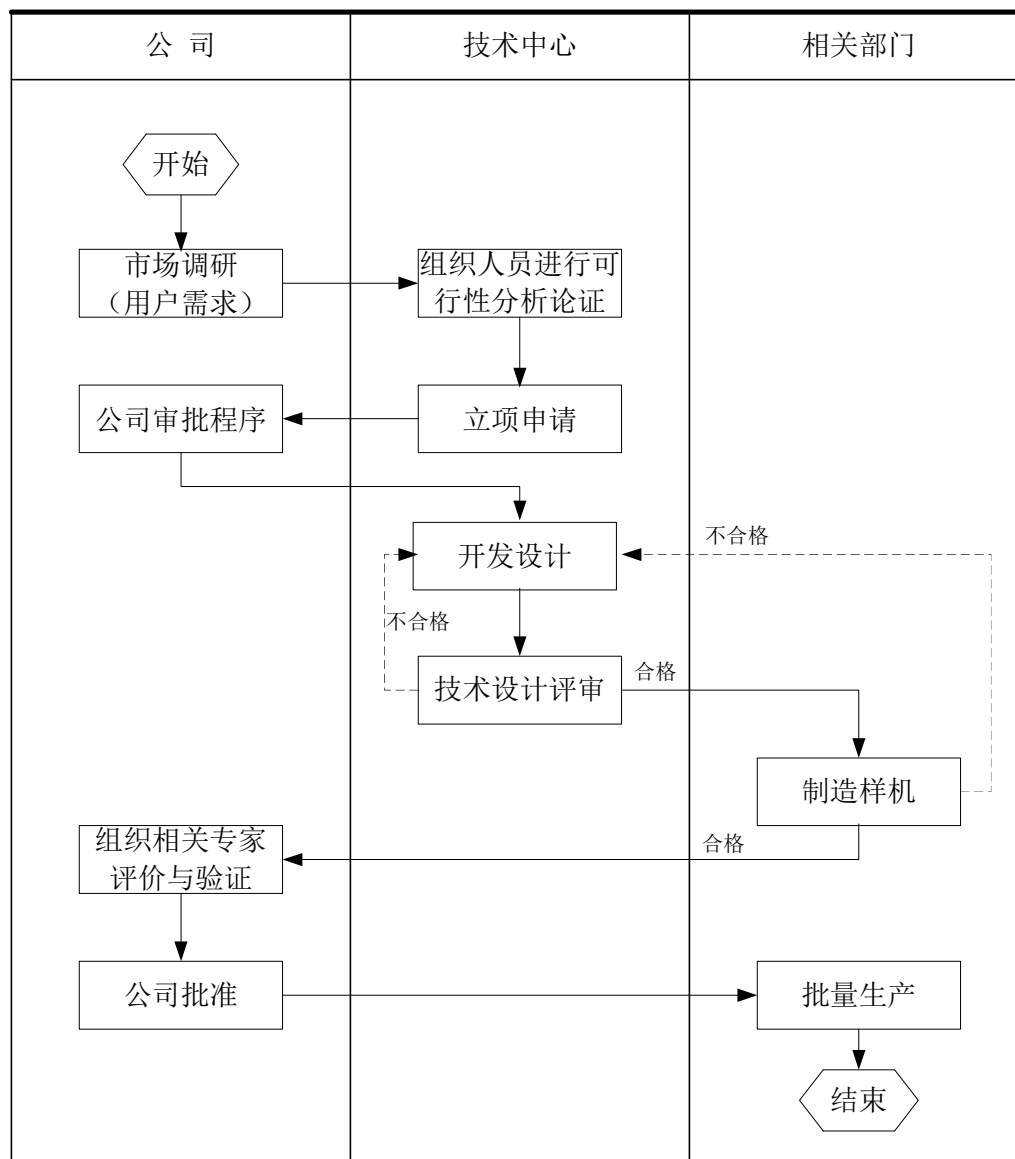 公 司
技术中心
相关部门
开始
市场调研
（用户需求）
组织人员进行可
行性分析论证
公司审批程序
立项申请
不合格
开发设计
不合格
技术设计评审
合格
制造样机
组织相关专家
评价与验证
合格
公司批准
批量生产
结束